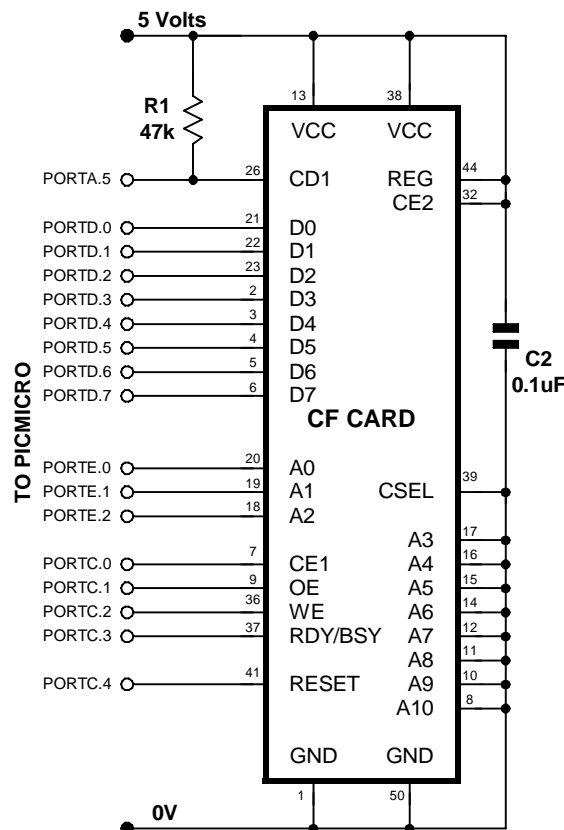 5 Volts
13 38
R1
47k
VCC VCC
PORTA.5 26 CD1 REG 44
CE2 32
PORTD.0 21 D0
PORTD.1 22 D1
PORTD.2 23 D2
PORTD.3 2 D3
PORTD.4 3 D4
PORTD.5 4 D5
PORTD.6 5 D6
PORTD.7 6 D7
C2
0.1uF
CF CARD
TO PICMICRO
PORTE.0 20 A0
PORTE.1 19 A1 CSEL 39
PORTE.2 18 A2
A3 17
PORTC.0 7 CE1 A4 16
PORTC.1 9 OE A5 15
PORTC.2 36 WE A6 14
PORTC.3 37 RDY/BSY A7 12
A8 11
PORTC.4 41 RESET A9 10
A10 8
GND GND
1 50
0V